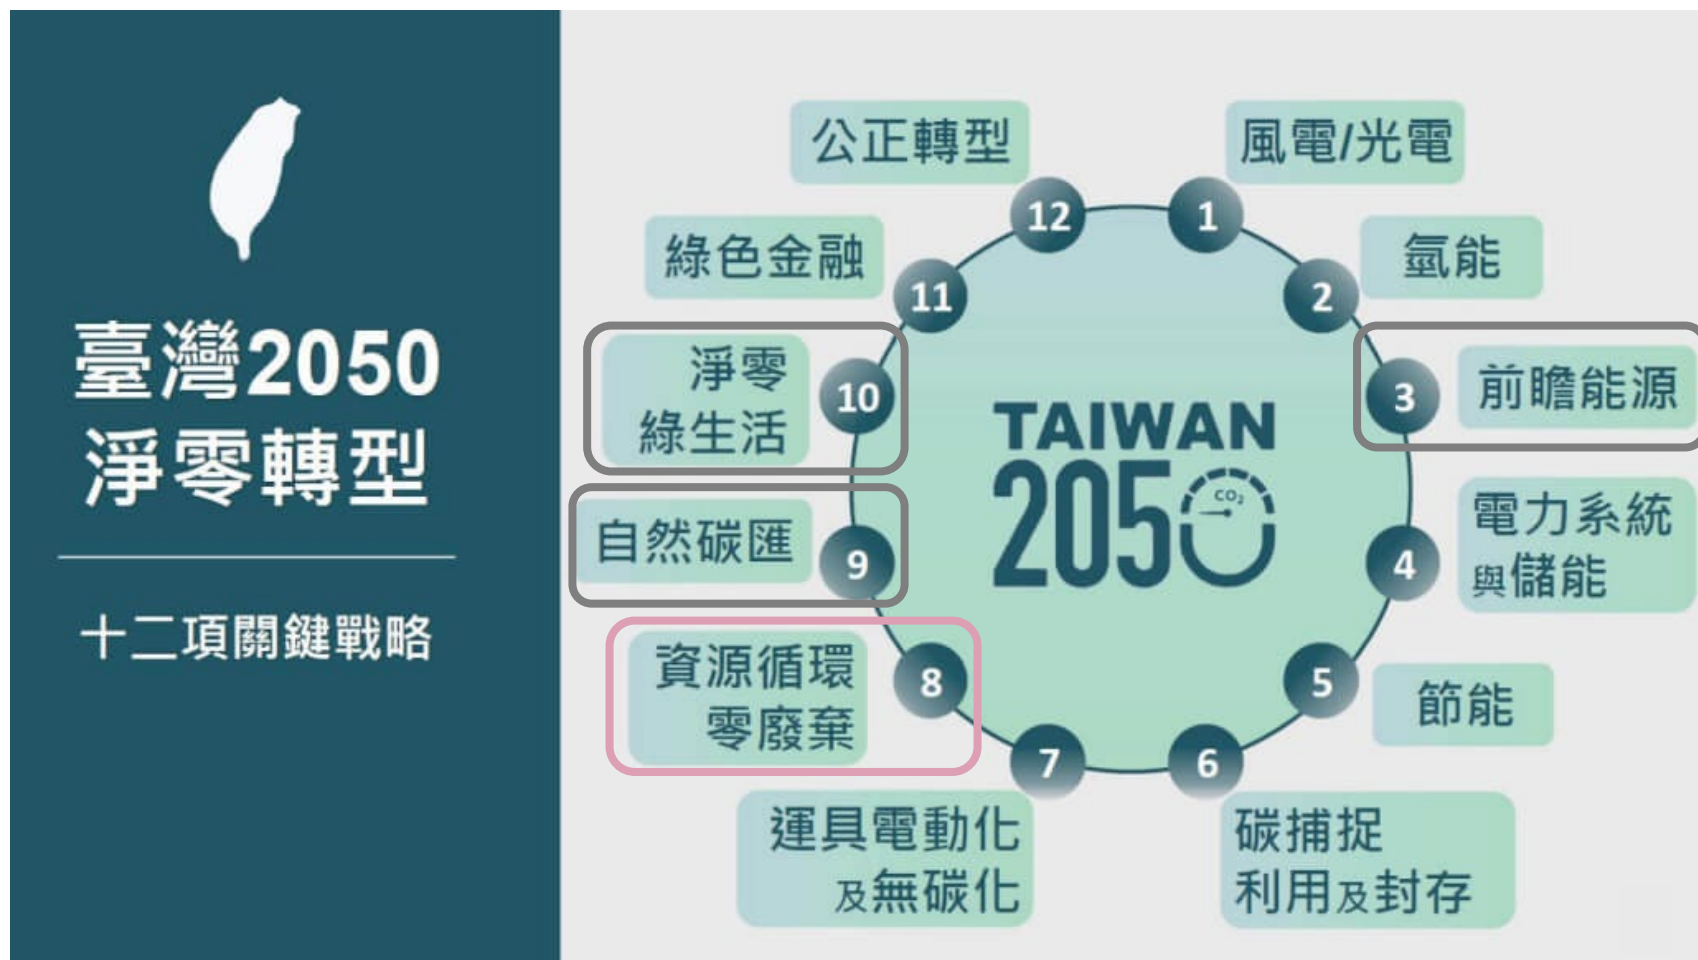 臺灣2050
淨零轉型
十二項關鍵戰略
TAIWAN
2050
CO₂
1
風電/光電
2
氫能
3
前瞻能源
4
電力系統
與儲能
5
節能
6
碳捕捉
利用及封存
7
運具電動化
及無碳化
8
資源循環
零廢棄
9
自然碳匯
10
淨零
綠生活
11
綠色金融
12
公正轉型